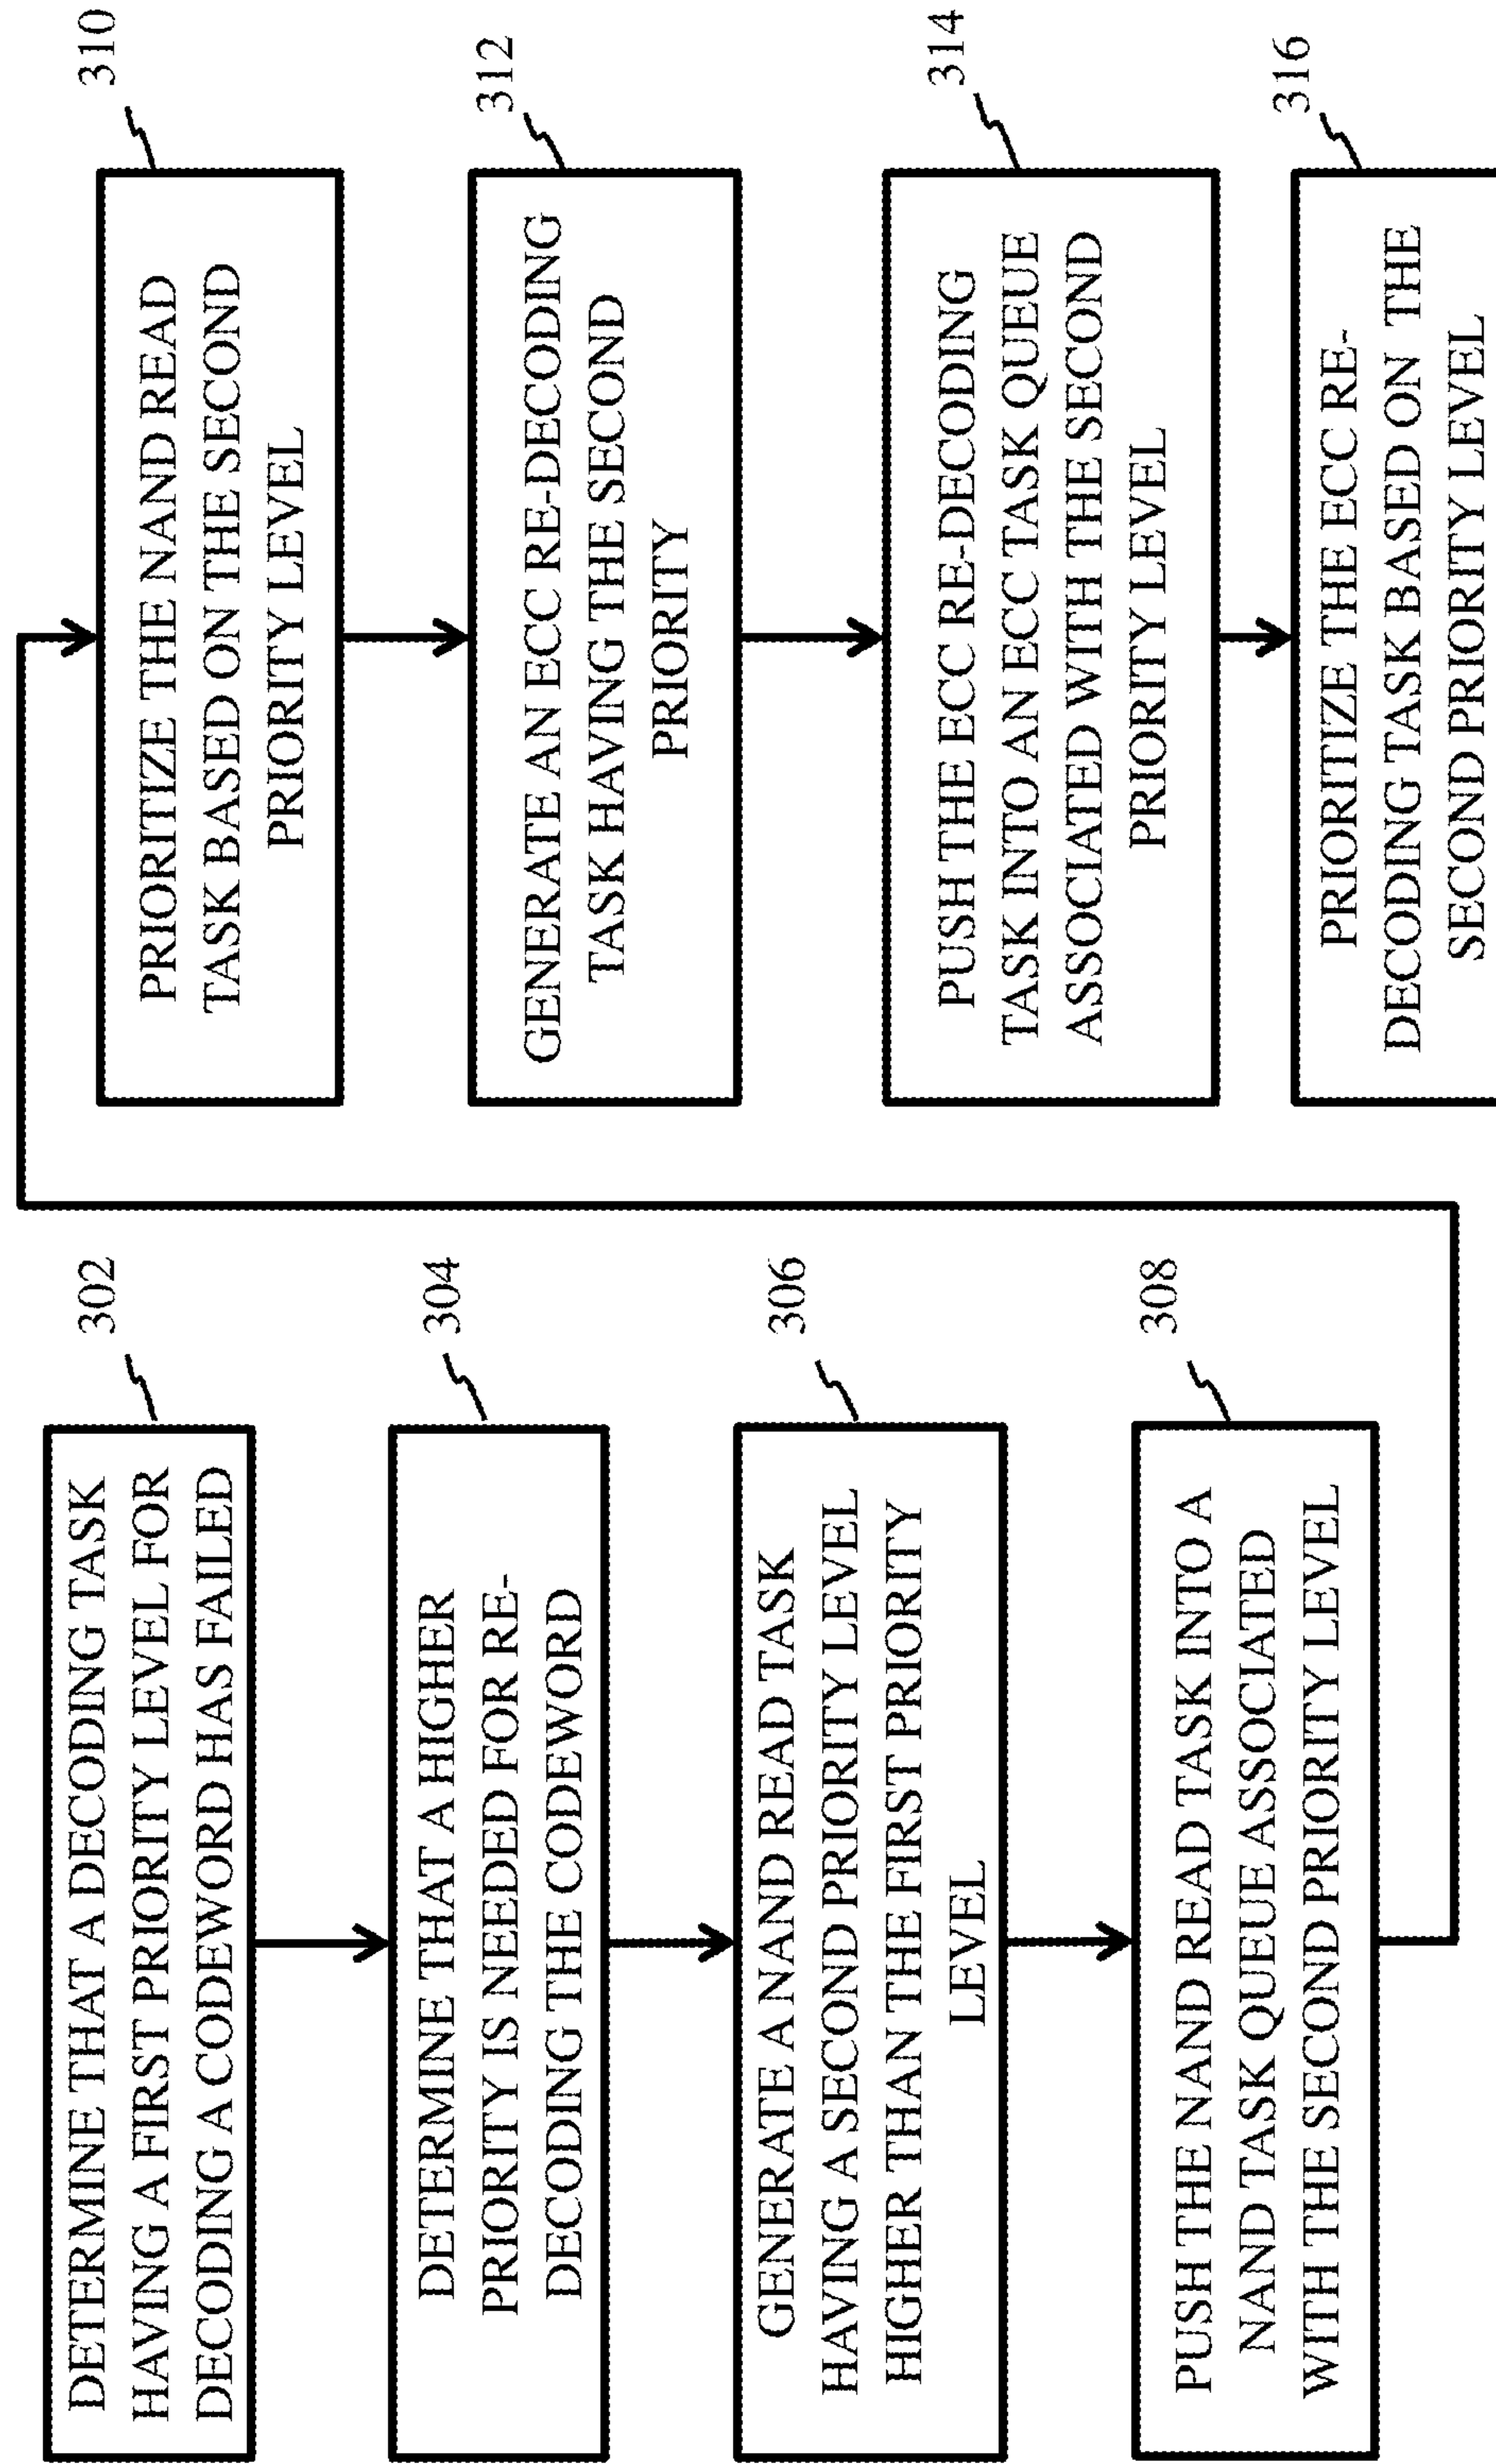 302
DETERMINE THAT A DECODING TASK
HAVING A FIRST PRIORITY LEVEL FOR
DECODING A CODEWORD HAS FAILED
304
DETERMINE THAT A HIGHER
PRIORITY IS NEEDED FOR RE-
DECODING THE CODEWORD
306
GENERATE A NAND READ TASK
HAVING A SECOND PRIORITY LEVEL
HIGHER THAN THE FIRST PRIORITY
LEVEL
308
PUSH THE NAND READ TASK INTO A
NAND TASK QUEUE ASSOCIATED
WITH THE SECOND PRIORITY LEVEL
310
PRIORITIZE THE NAND READ
TASK BASED ON THE SECOND
PRIORITY LEVEL
312
GENERATE AN ECC RE-DECODING
TASK HAVING THE SECOND
PRIORITY
314
PUSH THE ECC RE-DECODING
TASK INTO AN ECC TASK QUEUE
ASSOCIATED WITH THE SECOND
PRIORITY LEVEL
316
PRIORITIZE THE ECC RE-
DECODING TASK BASED ON THE
SECOND PRIORITY LEVEL